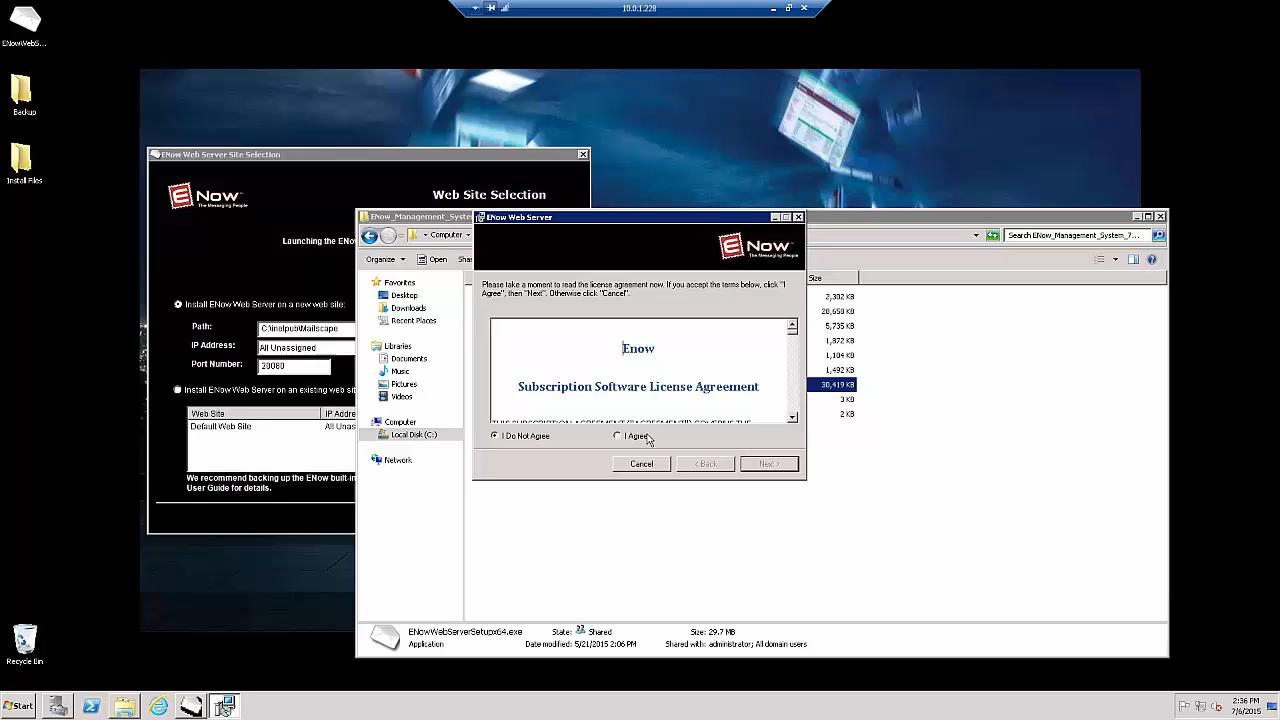 10.0.1.228
ENowWebS...
Backup
Install Files
Recycle Bin
ENow Web Server Site Selection
ENow
The Messaging People
Web Site Selection
Launching the ENo
Install ENow Web Server on a new web site:
Path:
C:\inetpub\Mailscape
IP Address:
All Unassigned
Port Number:
20080
Install ENow Web Server on an existing web sit
Web Site
IP Addre
Default Web Site
All Unas
We recommend backing up the ENow built-in
User Guide for details.
ENow_Management_Syste
Computer
Search ENow_Management_System_7...
Organize
Open
Shar
Favorites
Desktop
Downloads
Recent Places
Libraries
Documents
Music
Pictures
Videos
Computer
Local Disk (C:)
Network
Size
2,302 KB
20,650 KB
5,735 KB
1,872 KB
1,104 KB
1,492 KB
30,419 KB
3 KB
2 KB
ENow Web Server
ENow
The Messaging People
Please take a moment to read the license agreement now. If you accept the terms below, click "I
Agree", then "Next". Otherwise click "Cancel".
Enow
Subscription Software License Agreement
I Do Not Agree
I Agree
Cancel
< Back
Next >
ENowWebServerSetupx64.exe
State:
Shared
Size: 29.7 MB
Application
Date modified: 5/21/2015 2:06 PM
Shared with: administrator; All domain users
Start
2:36 PM
7/6/2015